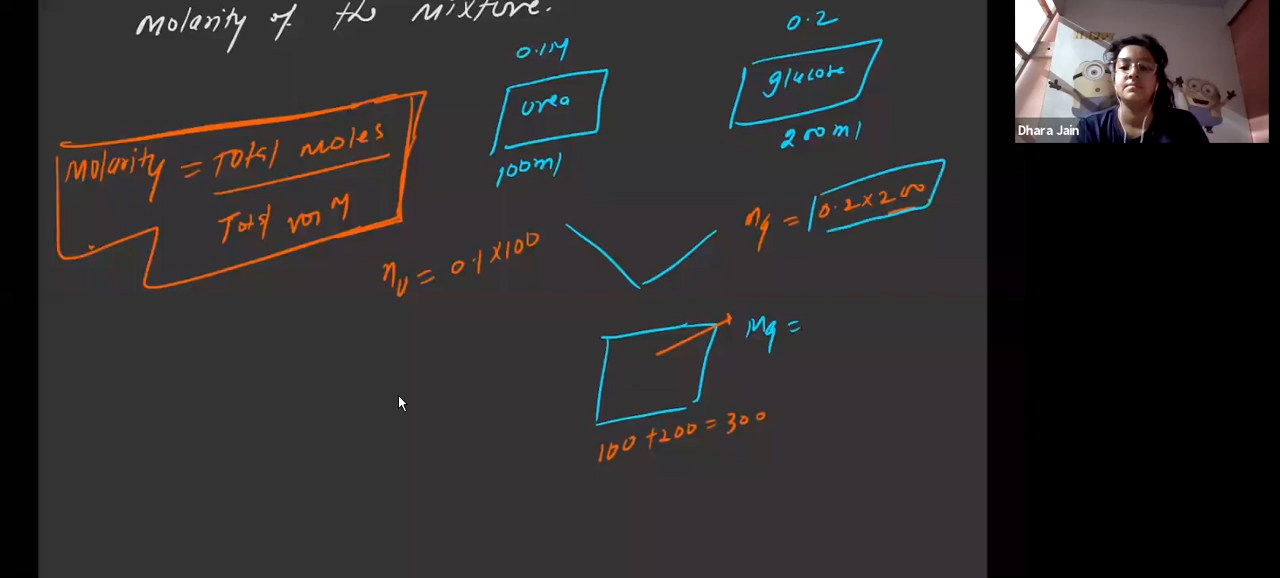 molarity of the mixture.
0.1M
urea
100ml
0.2
glucose
200ml
Molarity = Total moles
Total vol
nU = 0.1×100
ng = 0.2×200
Mg =
100+200=300
Dhara Jain